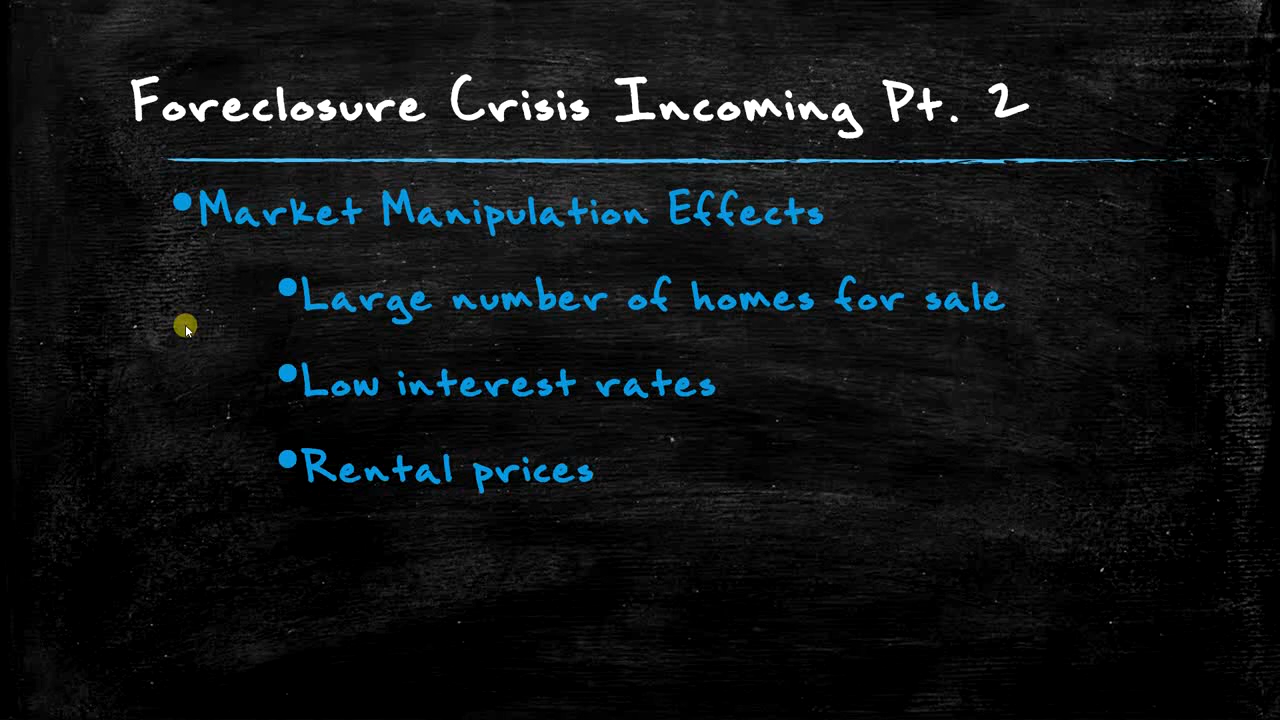 Foreclosure Crisis Incoming Pt. 2
•Market Manipulation Effects
•Large number of homes for sale
•Low interest rates
•Rental prices